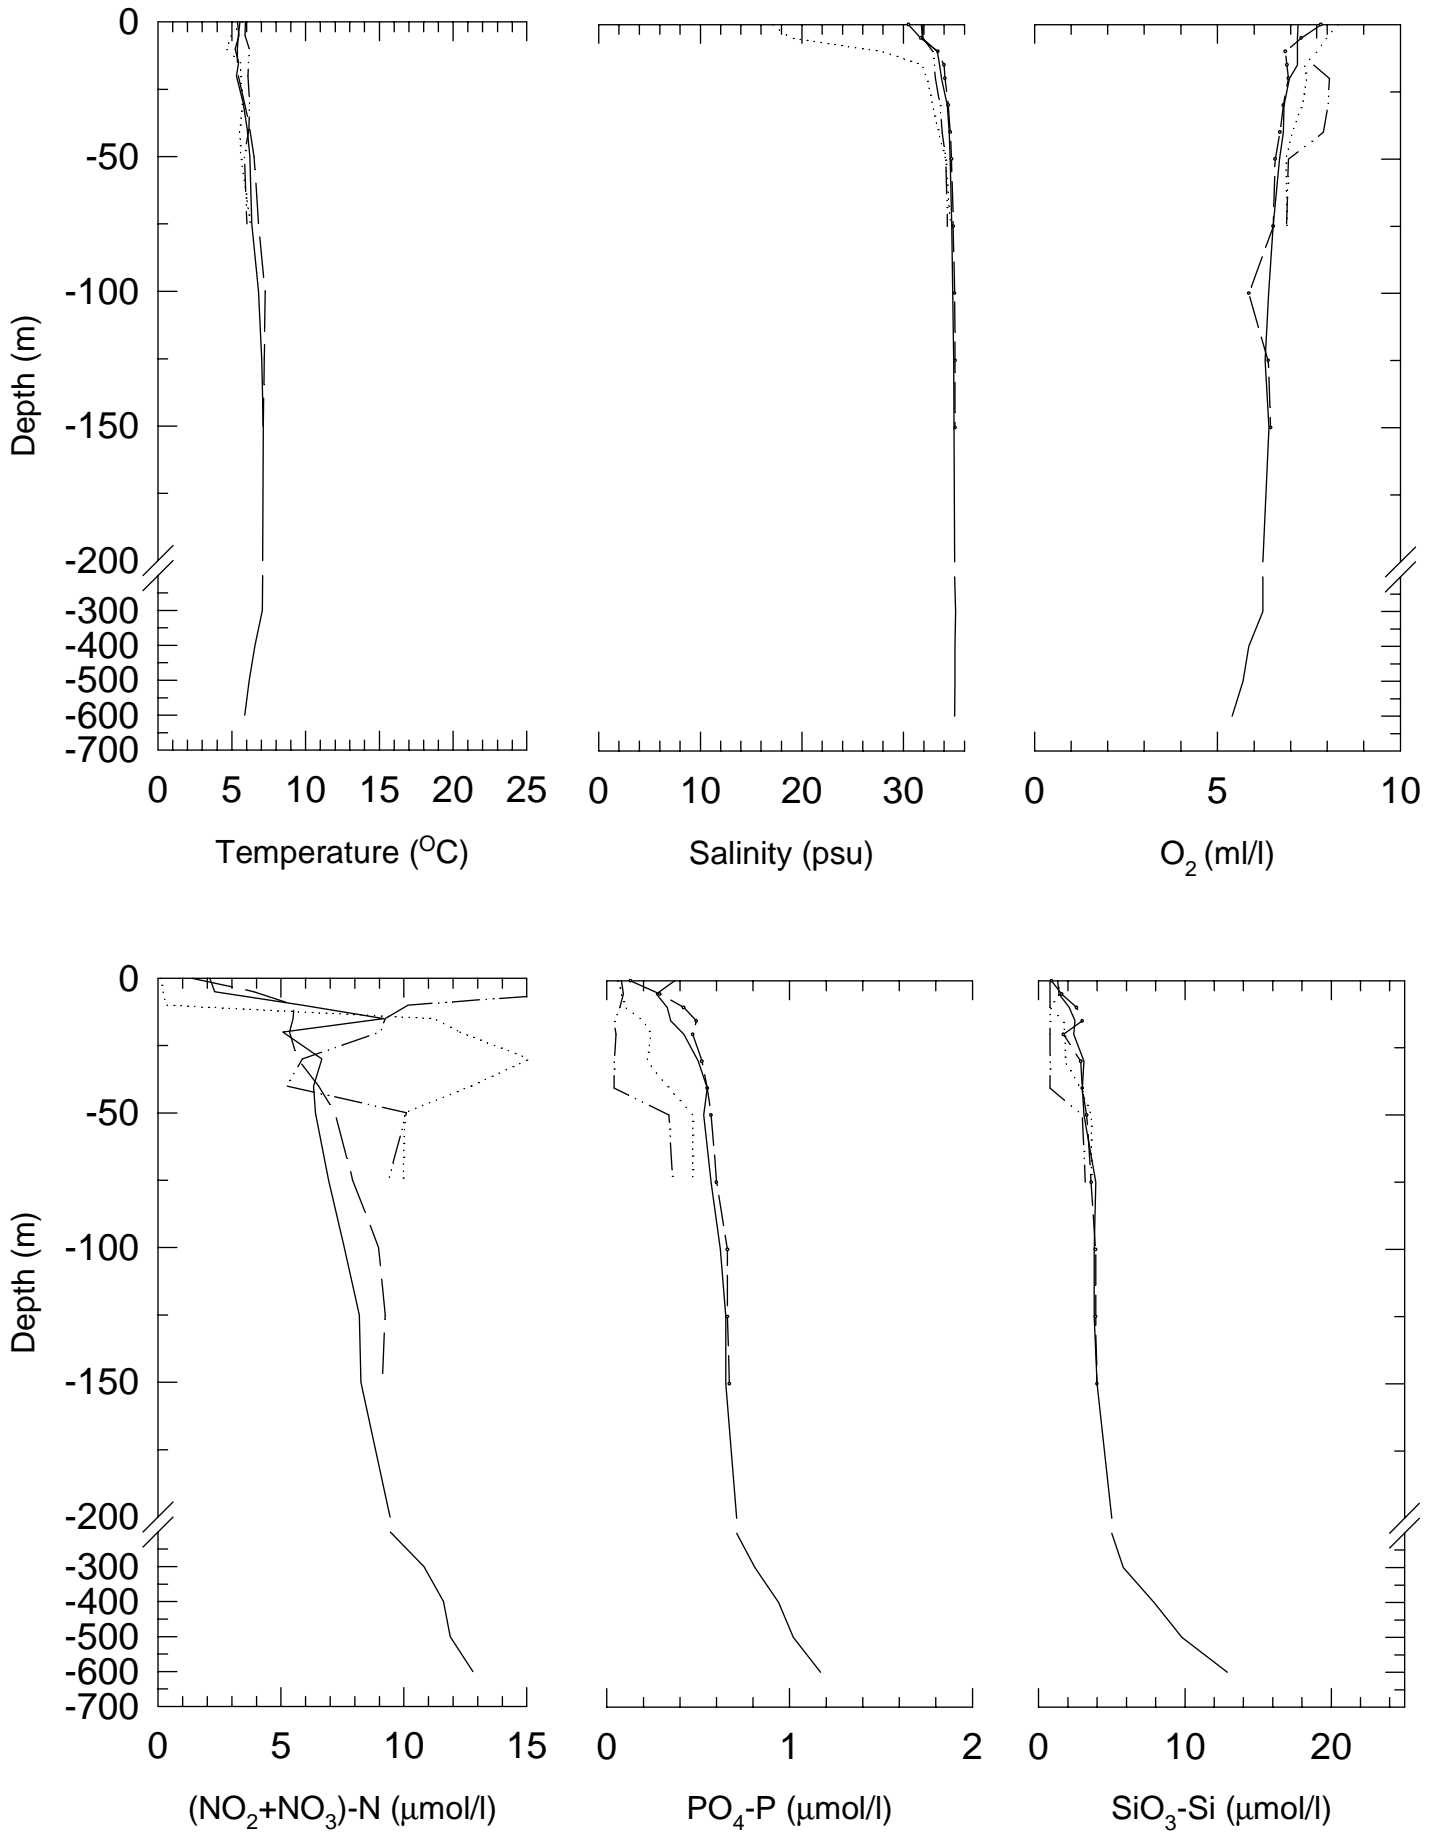 0
-50
-100
-150
-200
-300
-400
-500
-600
-700
Depth (m)
0 5 10 15 20 25
Temperature (ᴼC)
0 10 20 30
Salinity (psu)
0 5 10
O₂ (ml/l)
0
-50
-100
-150
-200
-300
-400
-500
-600
-700
Depth (m)
0 5 10 15
(NO₂+NO₃)-N (μmol/l)
0 1 2
PO₄-P (μmol/l)
0 10 20
SiO₃-Si (μmol/l)